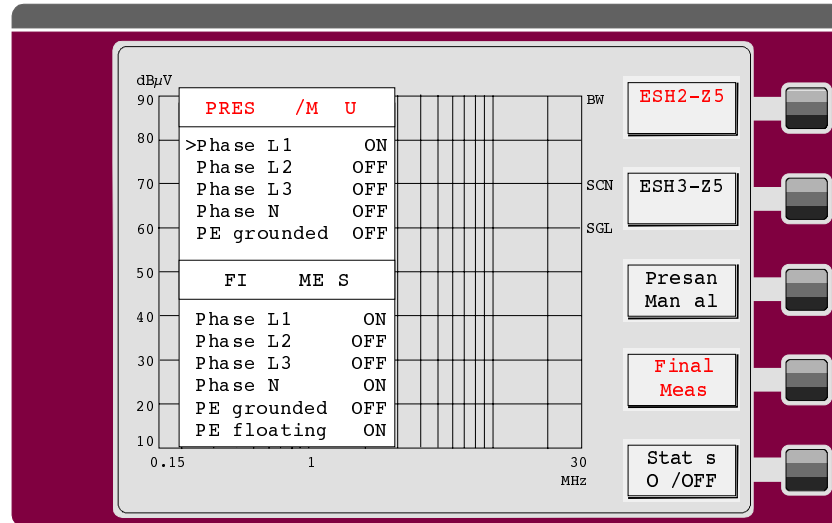 dBµV
90
80
70
60
50
40
30
20
10
PRES /M U
>Phase L1 ON
Phase L2 OFF
Phase L3 OFF
Phase N OFF
PE grounded OFF
FI ME S
Phase L1 ON
Phase L2 OFF
Phase L3 OFF
Phase N ON
PE grounded OFF
PE floating ON
0.15 1 30
MHz
BW
SCN
SGL
ESH2-Z5
ESH3-Z5
Presan
Man al
Final
Meas
Stat s
O /OFF